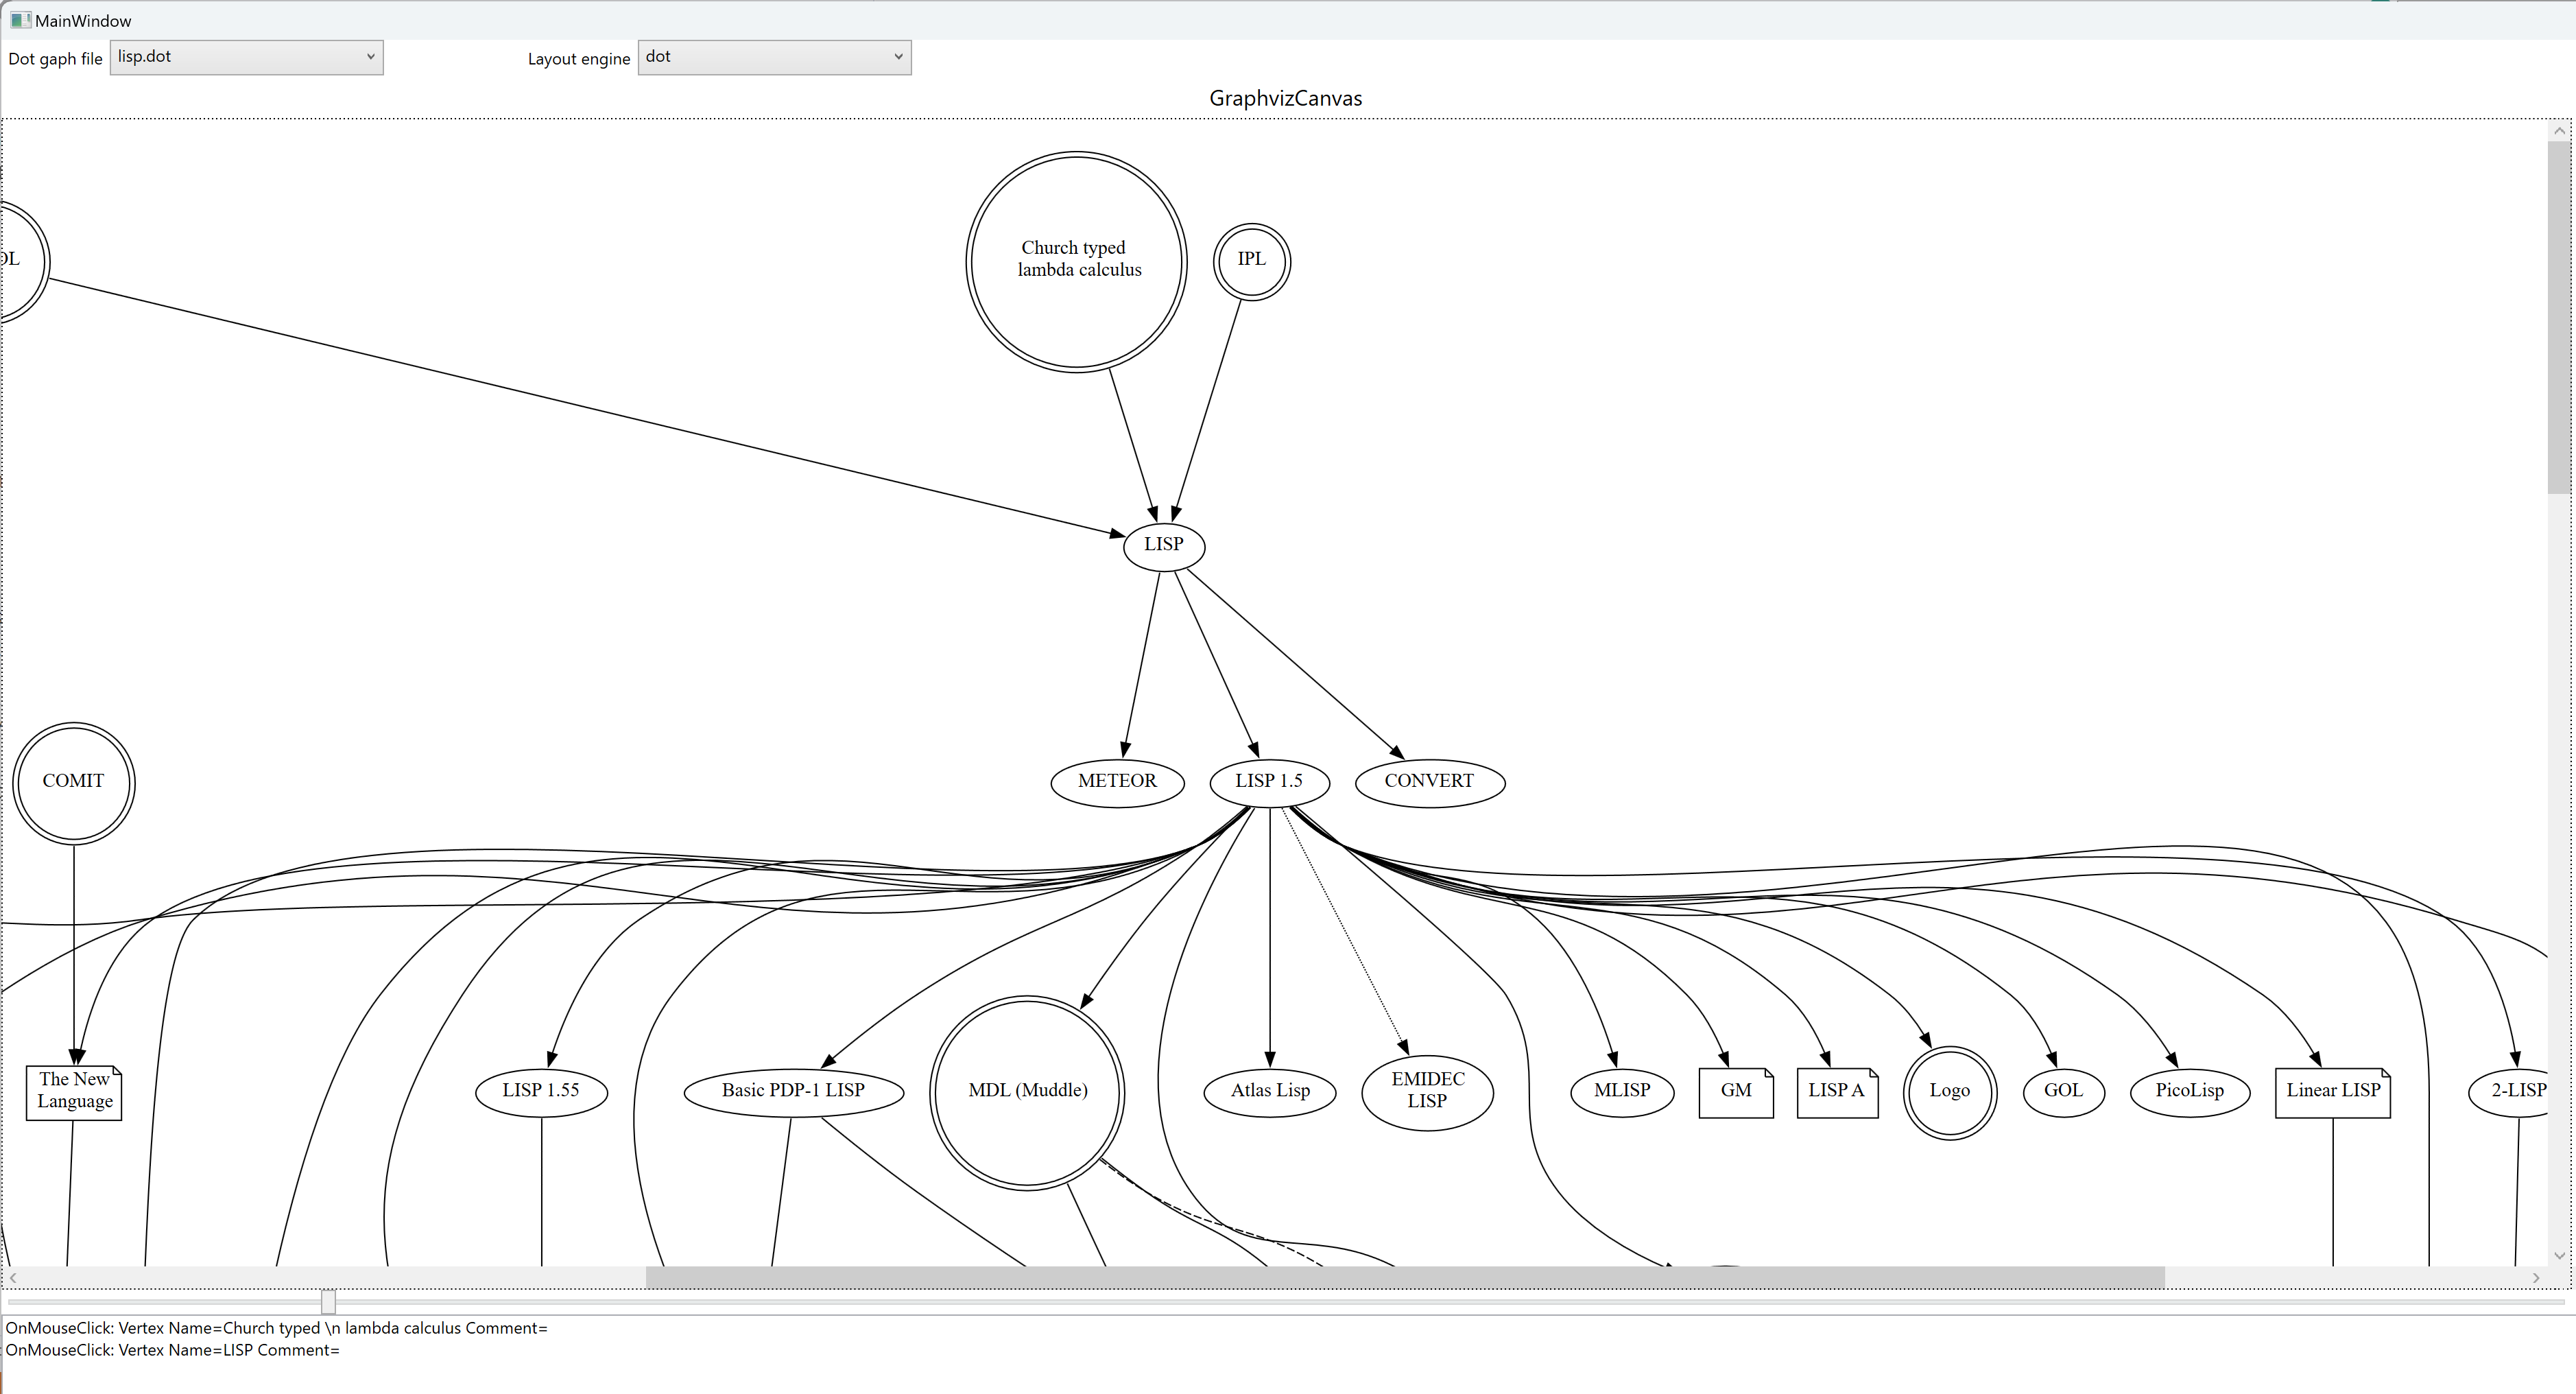 MainWindow
Dot gaph file lisp.dot Layout engine dot
GraphvizCanvas
Church typed
lambda calculus
IPL
OL
LISP
METEOR
LISP 1.5
CONVERT
COMIT
The New
Language
LISP 1.55
Basic PDP-1 LISP
MDL (Muddle)
Atlas Lisp
EMIDEC
LISP
MLISP
GM
LISP A
Logo
GOL
PicoLisp
Linear LISP
2-LISP
OnMouseClick: Vertex Name=Church typed \n lambda calculus Comment=
OnMouseClick: Vertex Name=LISP Comment=